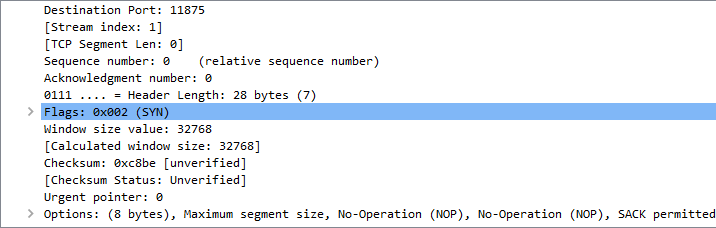 Destination Port: 11875
[Stream index: 1]
[TCP Segment Len: 0]
Sequence number: 0    (relative sequence number)
Acknowledgment number: 0
0111 .... = Header Length: 28 bytes (7)
Flags: 0x002 (SYN)
Window size value: 32768
[Calculated window size: 32768]
Checksum: 0xc8be [unverified]
[Checksum Status: Unverified]
Urgent pointer: 0
Options: (8 bytes), Maximum segment size, No-Operation (NOP), No-Operation (NOP), SACK permitted